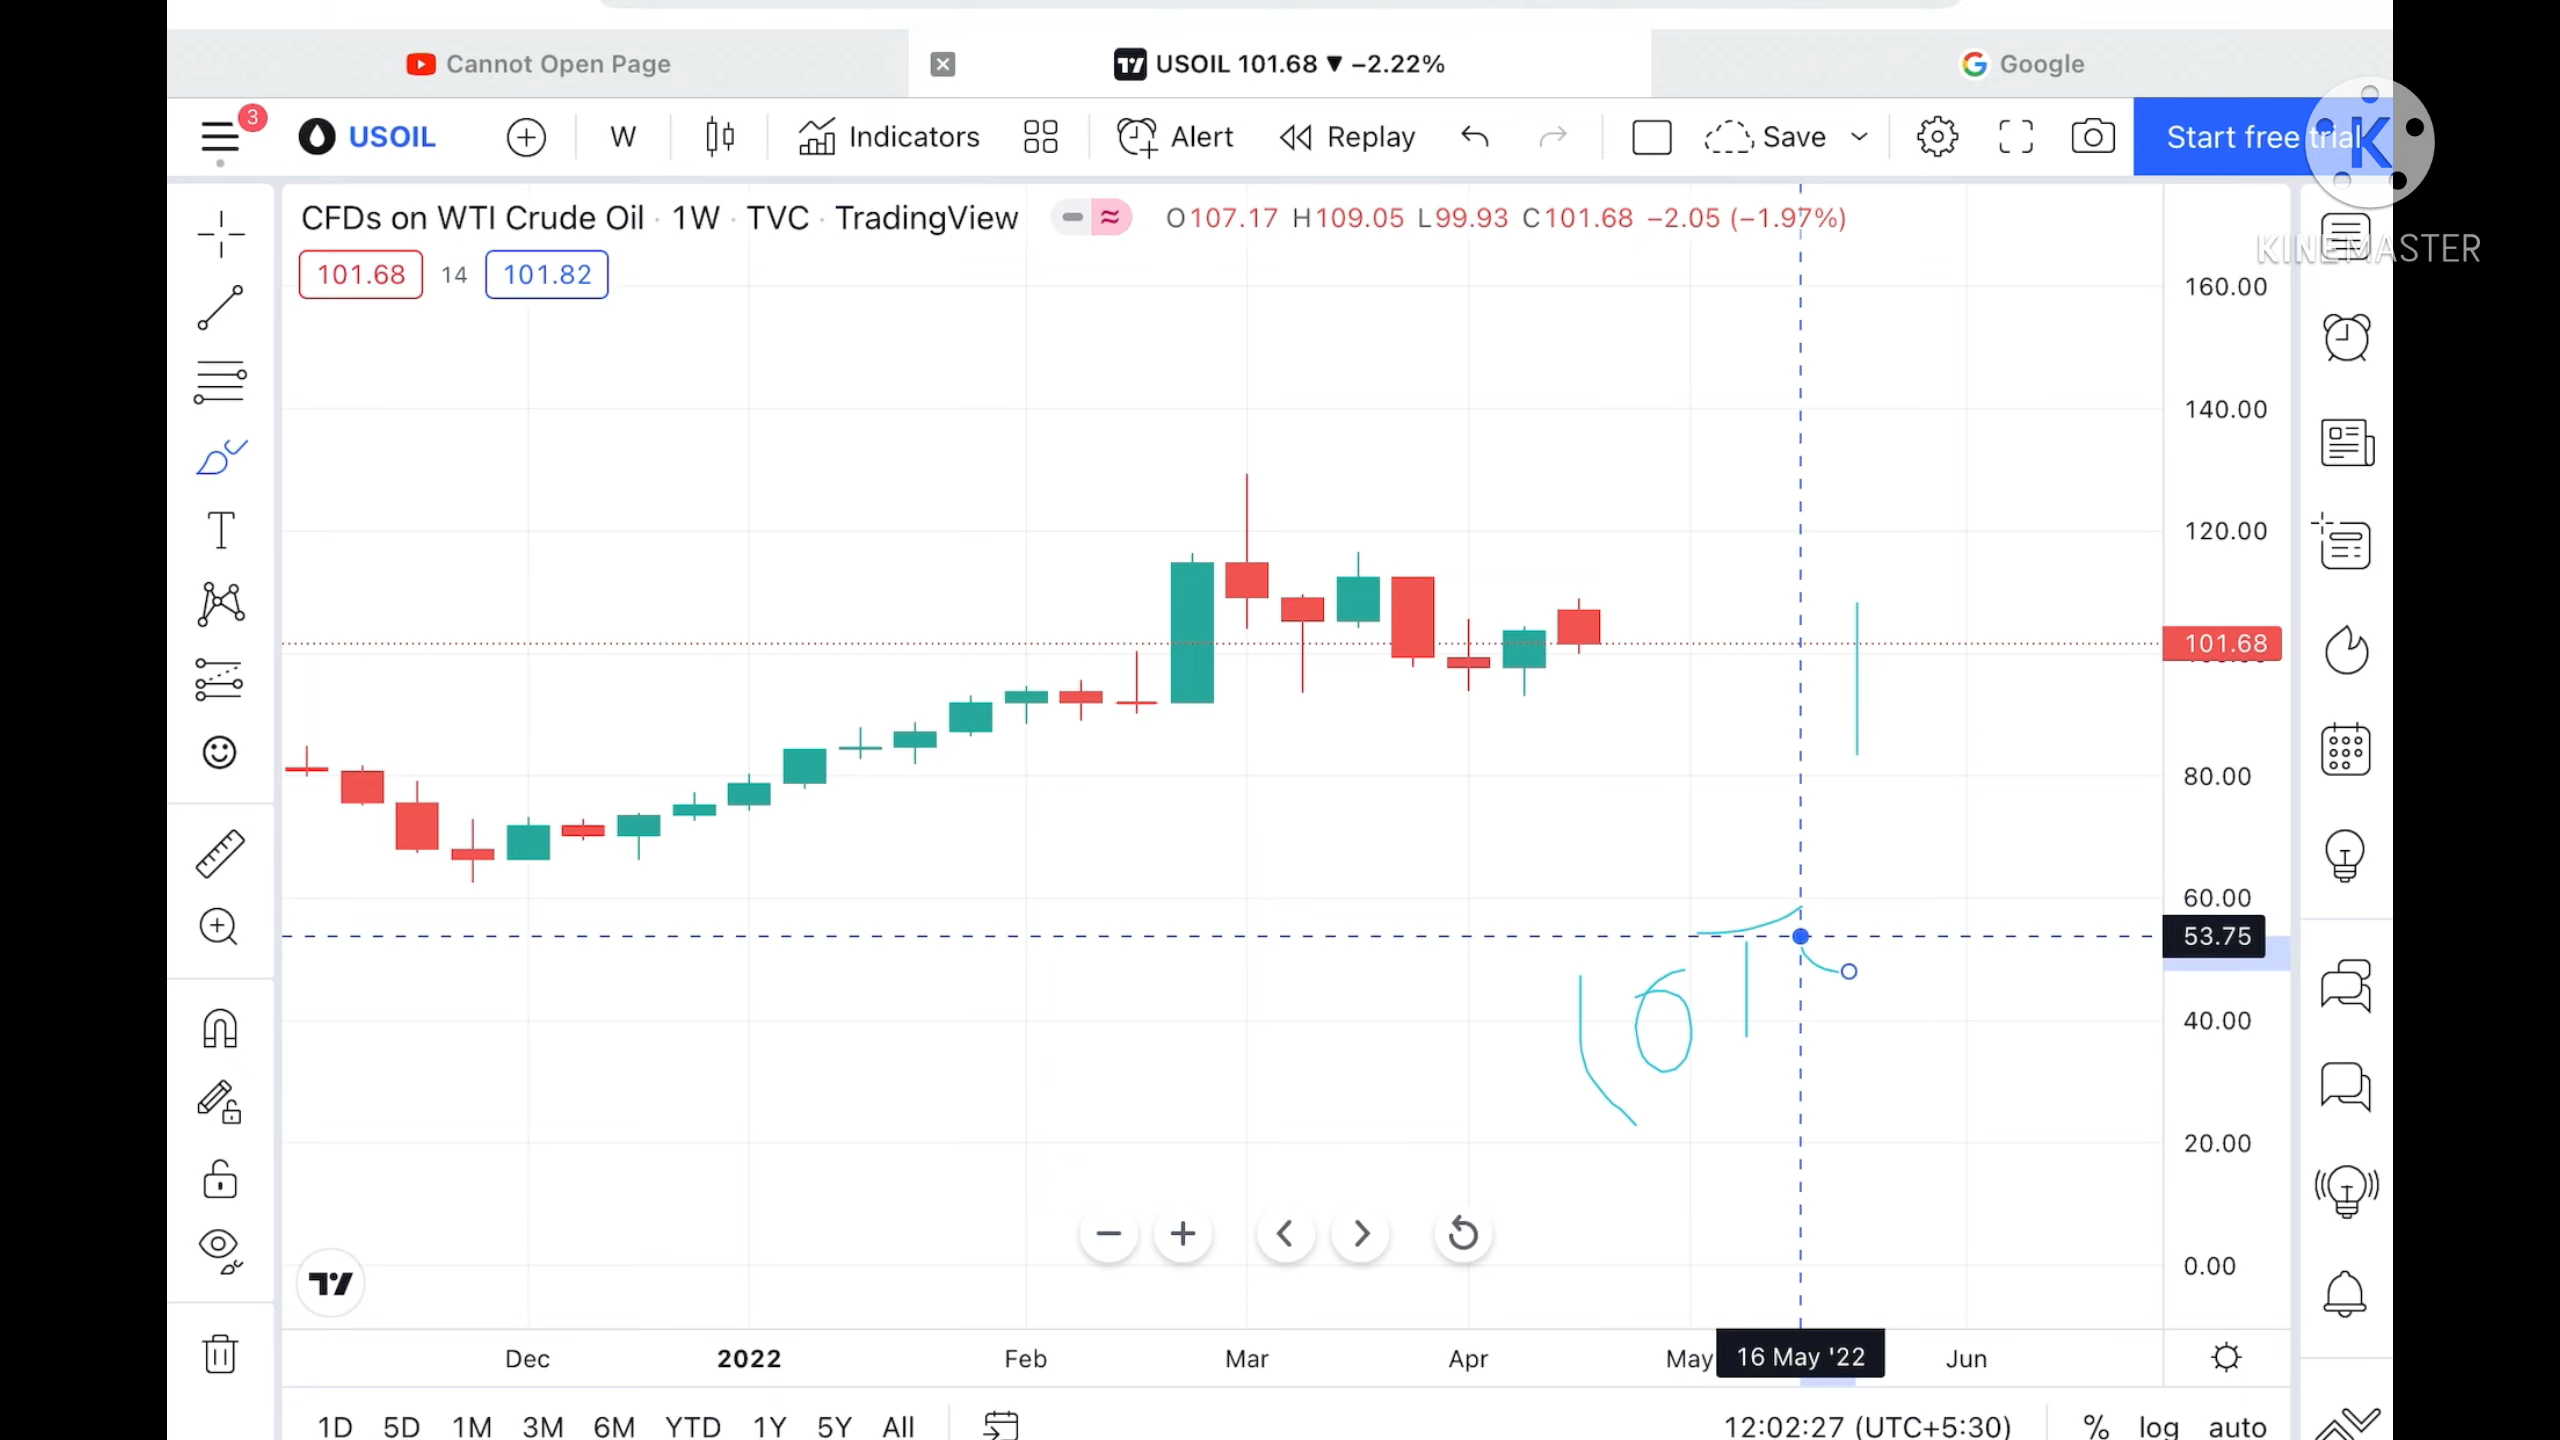 Cannot Open Page
USOIL 101.68 ▼ −2.22%
Google
3
USOIL
W
Indicators
Alert
Replay
Save
Start free trial
K
KINEMASTER
CFDs on WTI Crude Oil · 1W · TVC · TradingView
O107.17 H109.05 L99.93 C101.68 −2.05 (−1.97%)
101.68 14 101.82
160.00
140.00
120.00
101.68
80.00
60.00
53.75
40.00
20.00
0.00
Dec 2022 Feb Mar Apr May 16 May '22 Jun
1D 5D 1M 3M 6M YTD 1Y 5Y All
12:02:27 (UTC+5:30) % log auto